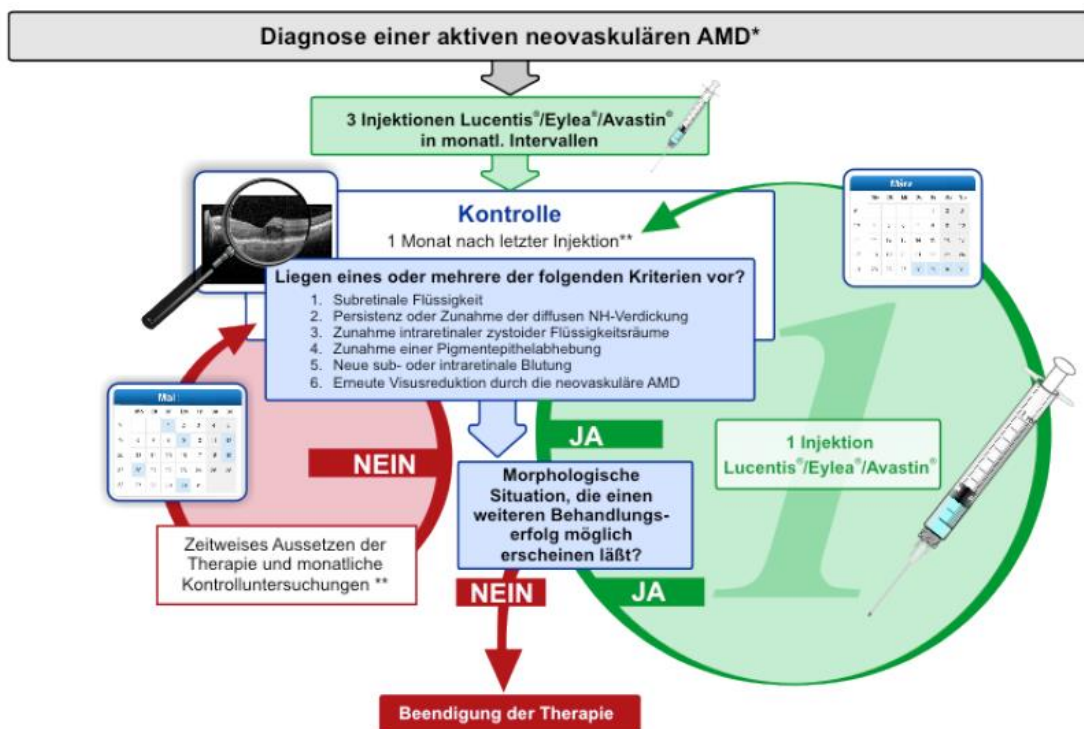 Diagnose einer aktiven neovaskulären AMD*
3 Injektionen Lucentis®/Eylea®/Avastin®
in monatl. Intervallen
März
Kontrolle
1 Monat nach letzter Injektion**
Liegen eines oder mehrere der folgenden Kriterien vor?
1. Subretinale Flüssigkeit
2. Persistenz oder Zunahme der diffusen NH-Verdickung
3. Zunahme intraretinaler zystoider Flüssigkeitsräume
4. Zunahme einer Pigmentepithelabhebung
5. Neue sub- oder intraretinale Blutung
6. Erneute Visusreduktion durch die neovaskuläre AMD
Mai
NEIN
JA
1 Injektion
Lucentis®/Eylea®/Avastin®
1
Morphologische
Situation, die einen
weiteren Behandlungs-
erfolg möglich
erscheinen läßt?
Zeitweises Aussetzen der
Therapie und monatliche
Kontrolluntersuchungen **
NEIN
JA
Beendigung der Therapie